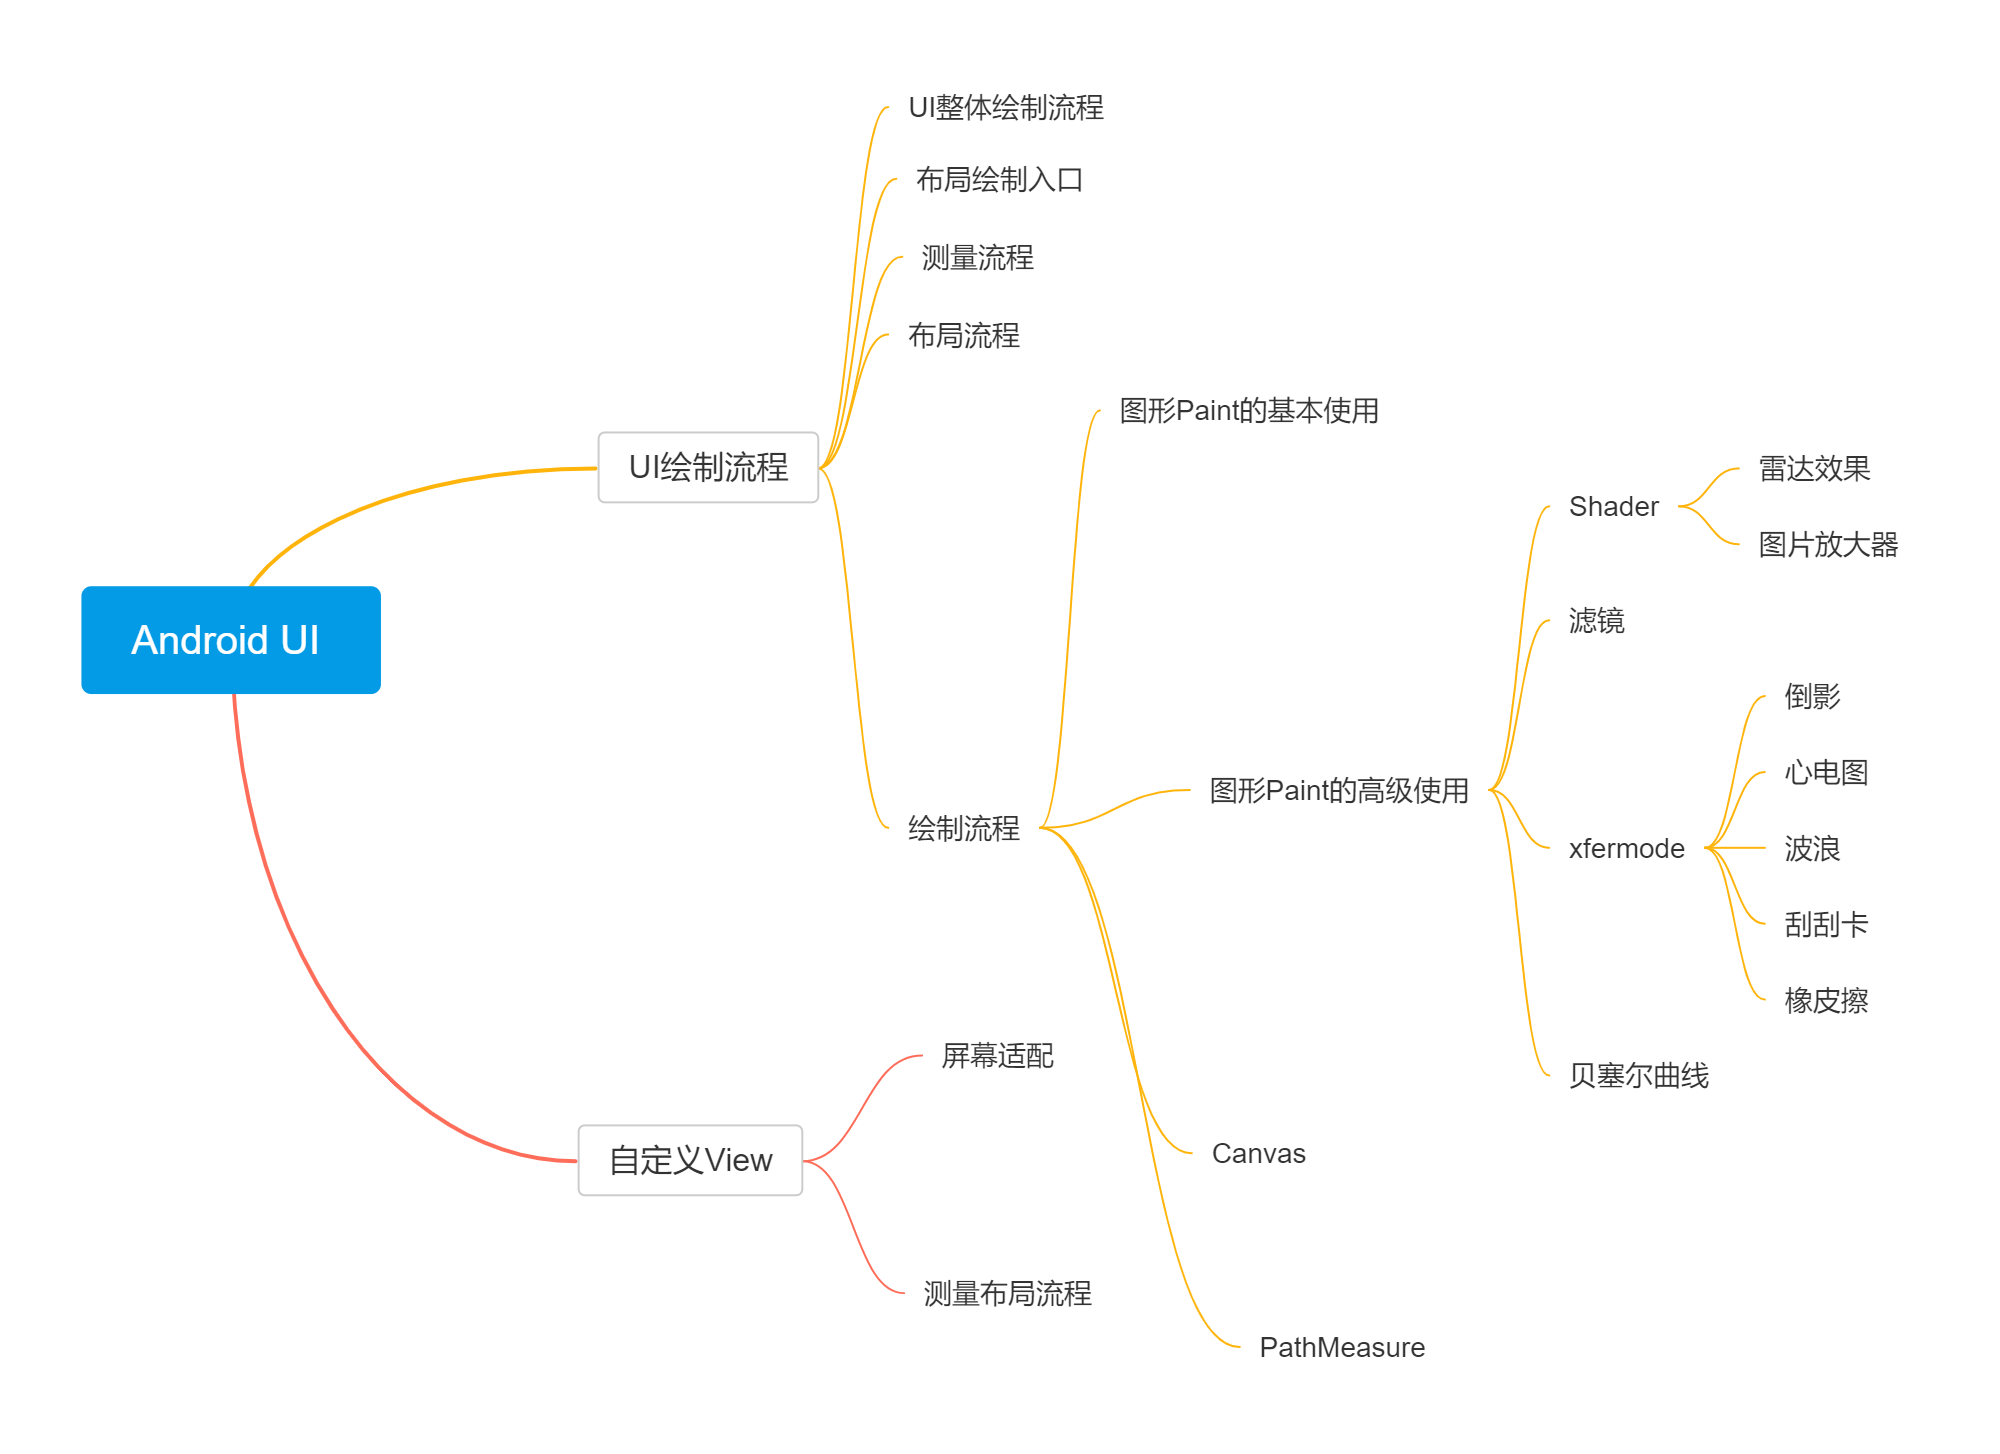 Android UI
UI绘制流程
UI整体绘制流程
布局绘制入口
测量流程
布局流程
绘制流程
图形Paint的基本使用
图形Paint的高级使用
Shader
雷达效果
图片放大器
滤镜
xfermode
倒影
心电图
波浪
刮刮卡
橡皮擦
贝塞尔曲线
Canvas
PathMeasure
自定义View
屏幕适配
测量布局流程